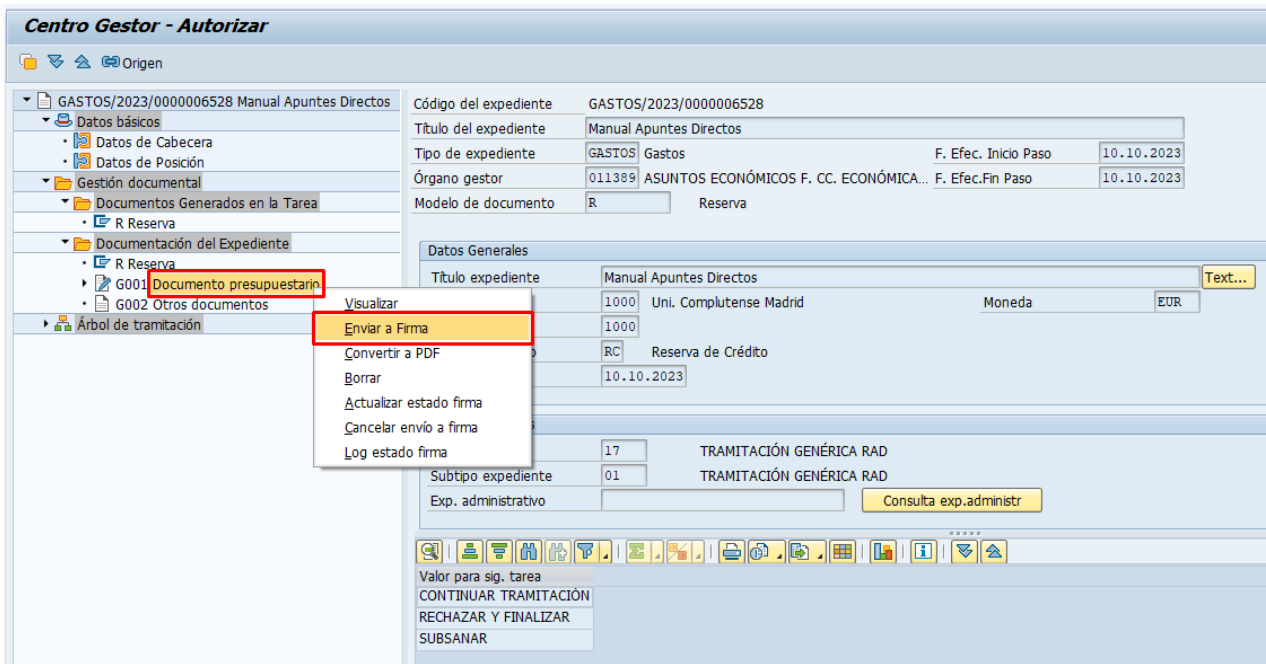 Centro Gestor - Autorizar
Origen
GASTOS/2023/0000006528 Manual Apuntes Directos
Datos básicos
Datos de Cabecera
Datos de Posición
Gestión documental
Documentos Generados en la Tarea
R Reserva
Documentación del Expediente
R Reserva
G001 Documento presupuestario
G002 Otros documentos
Árbol de tramitación
Visualizar
Enviar a Firma
Convertir a PDF
Borrar
Actualizar estado firma
Cancelar envío a firma
Log estado firma
Código del expediente GASTOS/2023/0000006528
Título del expediente Manual Apuntes Directos
Tipo de expediente GASTOS Gastos F. Efec. Inicio Paso 10.10.2023
Órgano gestor 011389 ASUNTOS ECONÓMICOS F. CC. ECONÓMICA... F. Efec.Fin Paso 10.10.2023
Modelo de documento R Reserva
Datos Generales
Título expediente Manual Apuntes Directos Text...
1000 Uni. Complutense Madrid Moneda EUR
1000
RC Reserva de Crédito
10.10.2023
17 TRAMITACIÓN GENÉRICA RAD
Subtipo expediente 01 TRAMITACIÓN GENÉRICA RAD
Exp. administrativo Consulta exp.administr
Valor para sig. tarea
CONTINUAR TRAMITACIÓN
RECHAZAR Y FINALIZAR
SUBSANAR